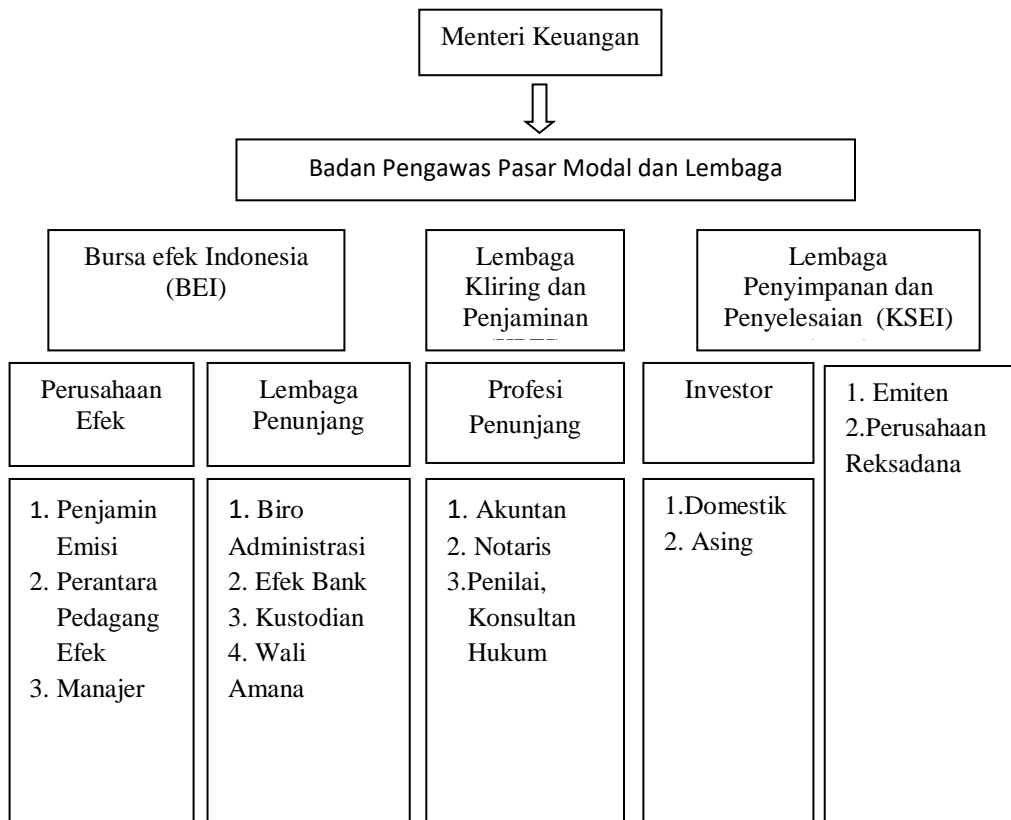 Menteri Keuangan
Badan Pengawas Pasar Modal dan Lembaga
Bursa efek Indonesia
(BEI)
Lembaga
Kliring dan
Penjaminan
Lembaga
Penyimpanan dan
Penyelesaian (KSEI)
Perusahaan
Efek
Lembaga
Penunjang
Profesi
Penunjang
Investor
1. Emiten
2.Perusahaan
Reksadana
1. Penjamin
Emisi
2. Perantara
Pedagang
Efek
3. Manajer
1. Biro
Administrasi
2. Efek Bank
3. Kustodian
4. Wali
Amana
1. Akuntan
2. Notaris
3.Penilai,
Konsultan
Hukum
1.Domestik
2. Asing